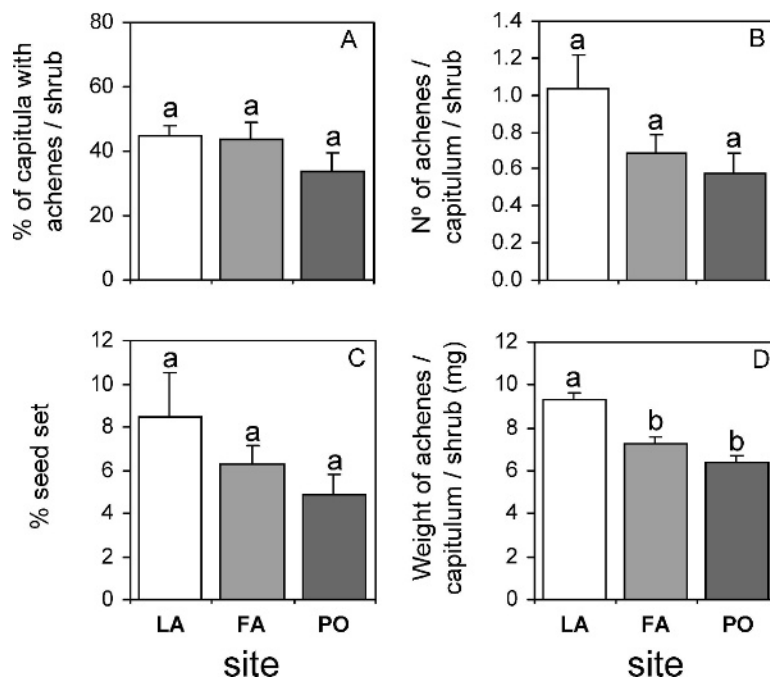 80
60
40
20
0
% of capitula with
achenes / shrub
A
a
a
a
1.4
1.2
1.0
0.8
0.6
0.4
0.2
0.0
Nº of achenes /
capitulum / shrub
B
a
a
a
12
10
8
6
4
2
0
% seed set
C
a
a
a
LA FA PO
site
12
10
8
6
4
2
0
Weight of achenes /
capitulum / shrub (mg)
D
a
b
b
LA FA PO
site